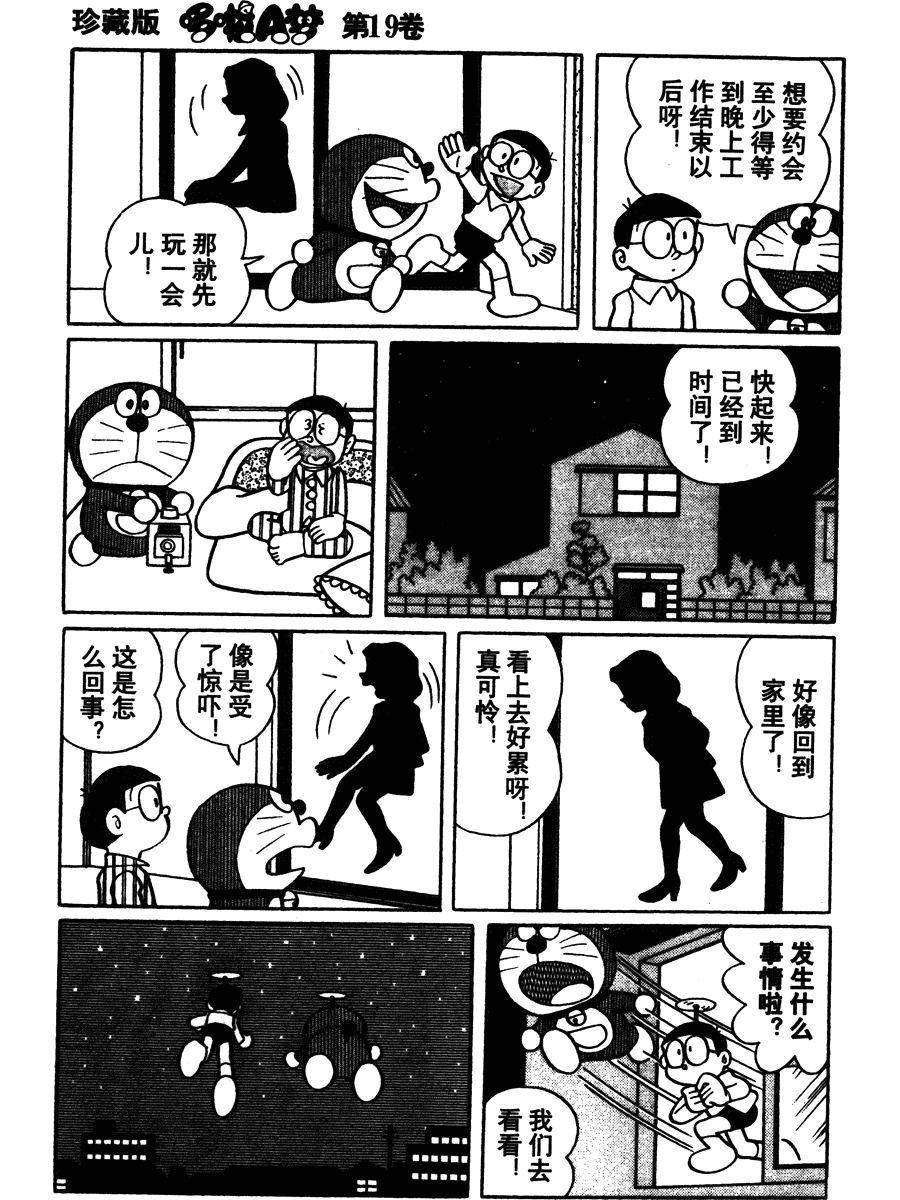 珍藏版 哆啦A梦 第19卷
想要约会
至少得等
到晚上工
作结束以
后呀！
那就先
玩一会
儿！
快起来！
已经到
时间了！
好像回到
家里了！
看上去好累呀！
真可怜！
像是受
了惊吓！
这是怎
么回事？
发生什么
事情啦？
我们去
看看！